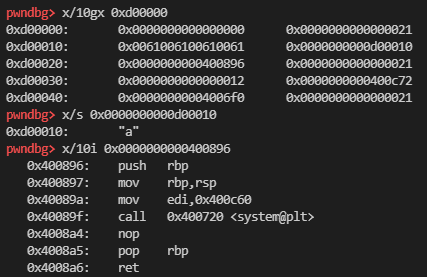 pwndbg> x/10gx 0xd00000
0xd00000: 0x0000000000000000 0x0000000000000021
0xd00010: 0x0061006100610061 0x0000000000d00010
0xd00020: 0x0000000000400896 0x0000000000000021
0xd00030: 0x0000000000000012 0x0000000000400c72
0xd00040: 0x00000000004006f0 0x0000000000000021
pwndbg> x/s 0x0000000000d00010
0xd00010: "a"
pwndbg> x/10i 0x0000000000400896
0x400896: push rbp
0x400897: mov rbp,rsp
0x40089a: mov edi,0x400c60
0x40089f: call 0x400720 <system@plt>
0x4008a4: nop
0x4008a5: pop rbp
0x4008a6: ret